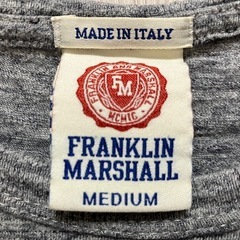 MADE IN ITALY
FRANKLIN AND MARSHALL
FM
MCMIC
FRANKLIN
MARSHALL
MEDIUM